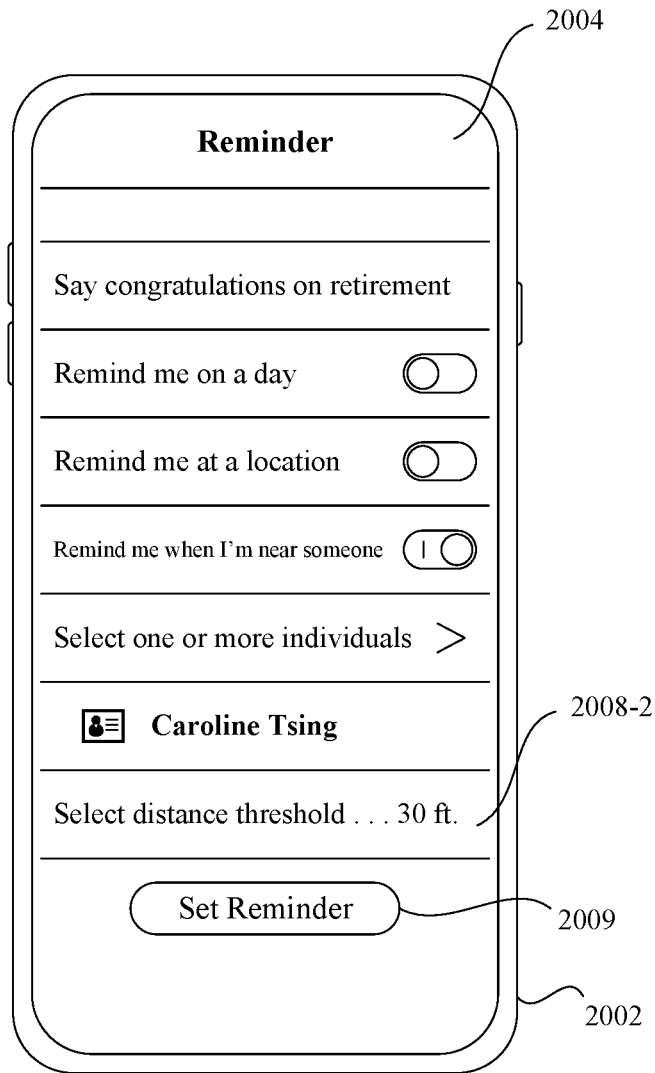 2004
Reminder
Say congratulations on retirement
Remind me on a day
Remind me at a location
Remind me when I'm near someone
Select one or more individuals >
Caroline Tsing
2008-2
Select distance threshold . . . 30 ft.
Set Reminder
2009
2002